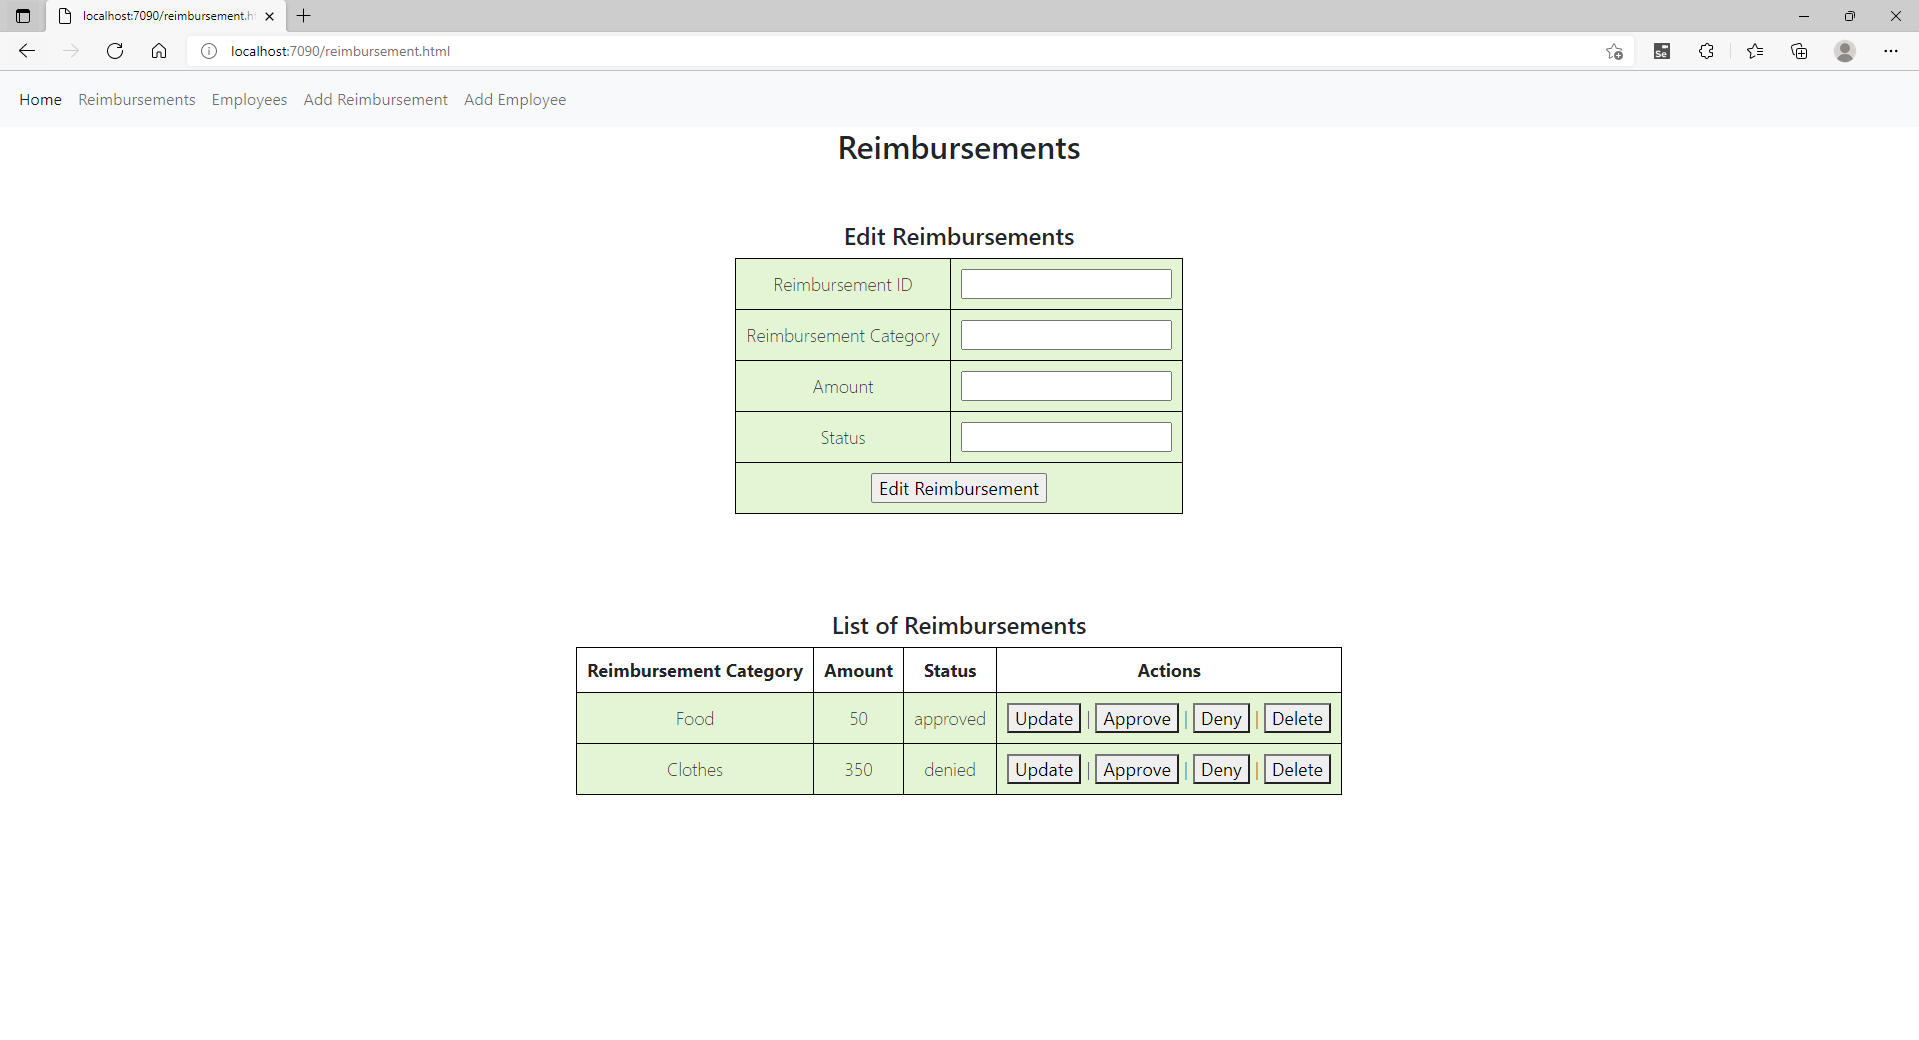 localhost:7090/reimbursement.h
localhost:7090/reimbursement.html
Se
Home Reimbursements Employees Add Reimbursement Add Employee
Reimbursements
Edit Reimbursements
Reimbursement ID
Reimbursement Category
Amount
Status
Edit Reimbursement
List of Reimbursements
Reimbursement Category Amount Status Actions
Food 50 approved Update | Approve | Deny | Delete
Clothes 350 denied Update | Approve | Deny | Delete